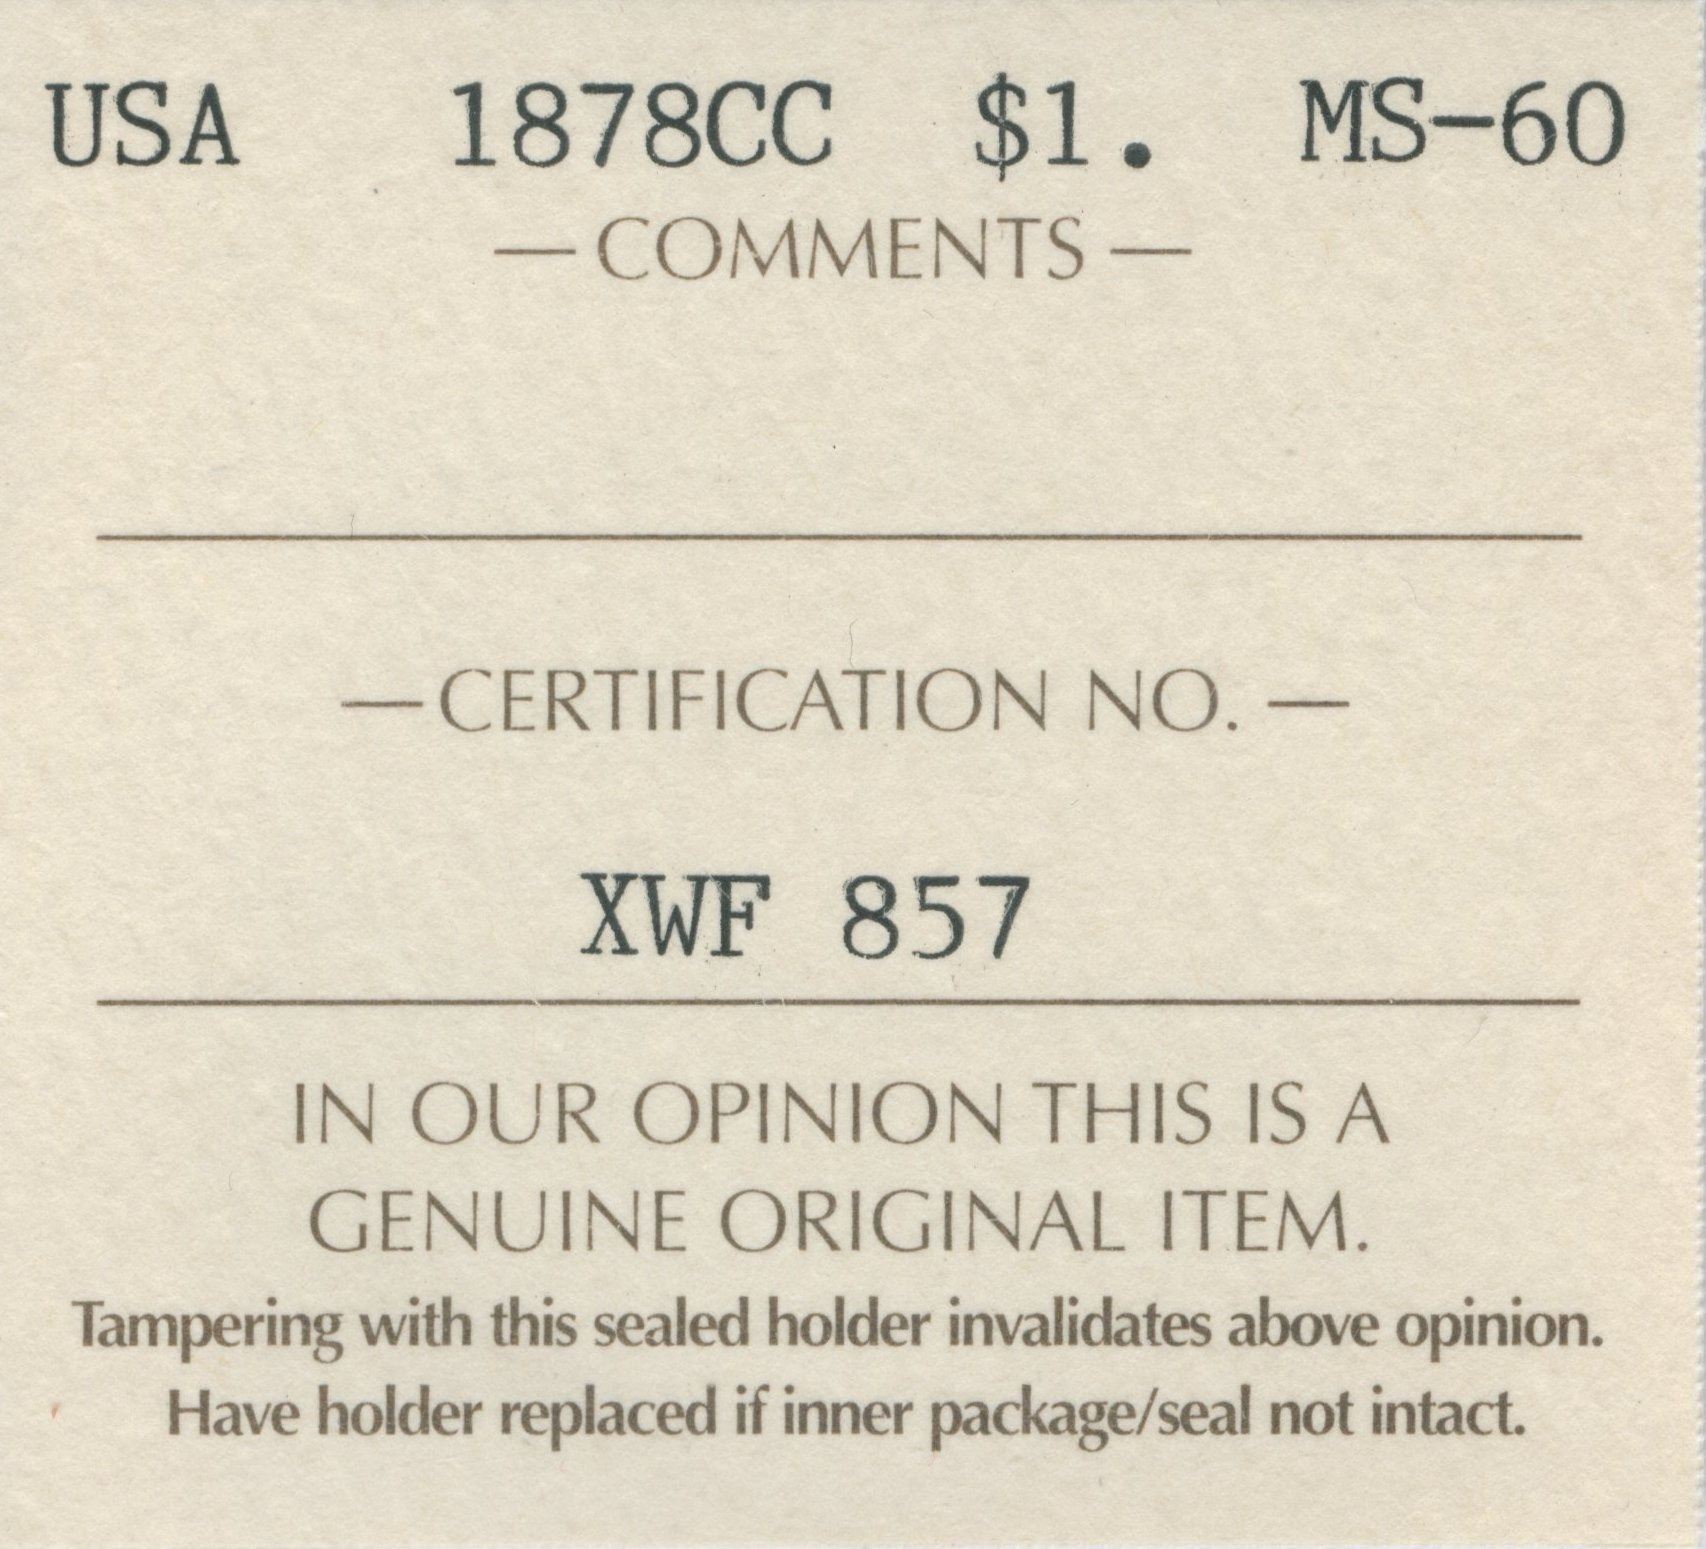 USA 1878CC $1. MS-60
— COMMENTS —
— CERTIFICATION NO. —
XWF 857
IN OUR OPINION THIS IS A
GENUINE ORIGINAL ITEM.
Tampering with this sealed holder invalidates above opinion.
Have holder replaced if inner package/seal not intact.